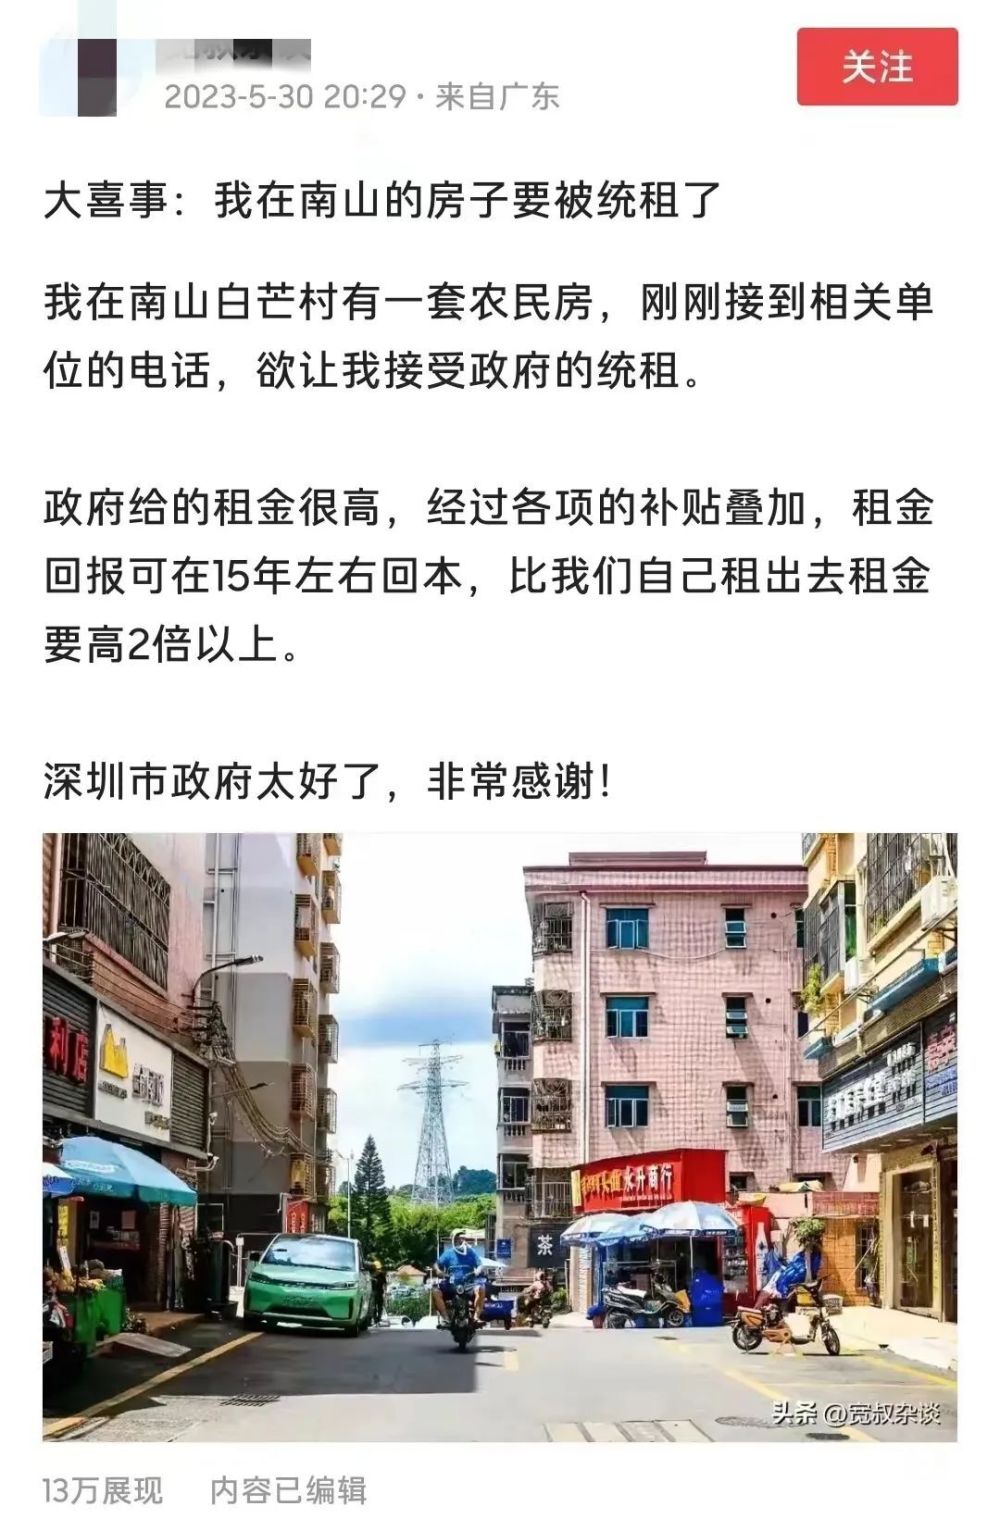 2023-5-30 20:29·来自广东
关注
大喜事：我在南山的房子要被统租了
我在南山白芒村有一套农民房，刚刚接到相关单
位的电话，欲让我接受政府的统租。
政府给的租金很高，经过各项的补贴叠加，租金
回报可在15年左右回本，比我们自己租出去租金
要高2倍以上。
深圳市政府太好了，非常感谢！
利店
永升商行
茶
头条 @宽叔杂谈
13万展现 内容已编辑